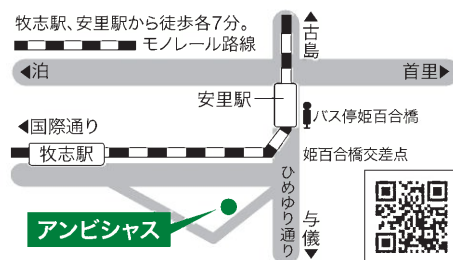 牧志駅、安里駅から徒歩各7分。
モノレール路線
▲古島
◀泊
首里▶
安里駅
バス停姫百合橋
◀国際通り
牧志駅
姫百合橋交差点
ひめゆり通り
与儀▼
アンビシャス